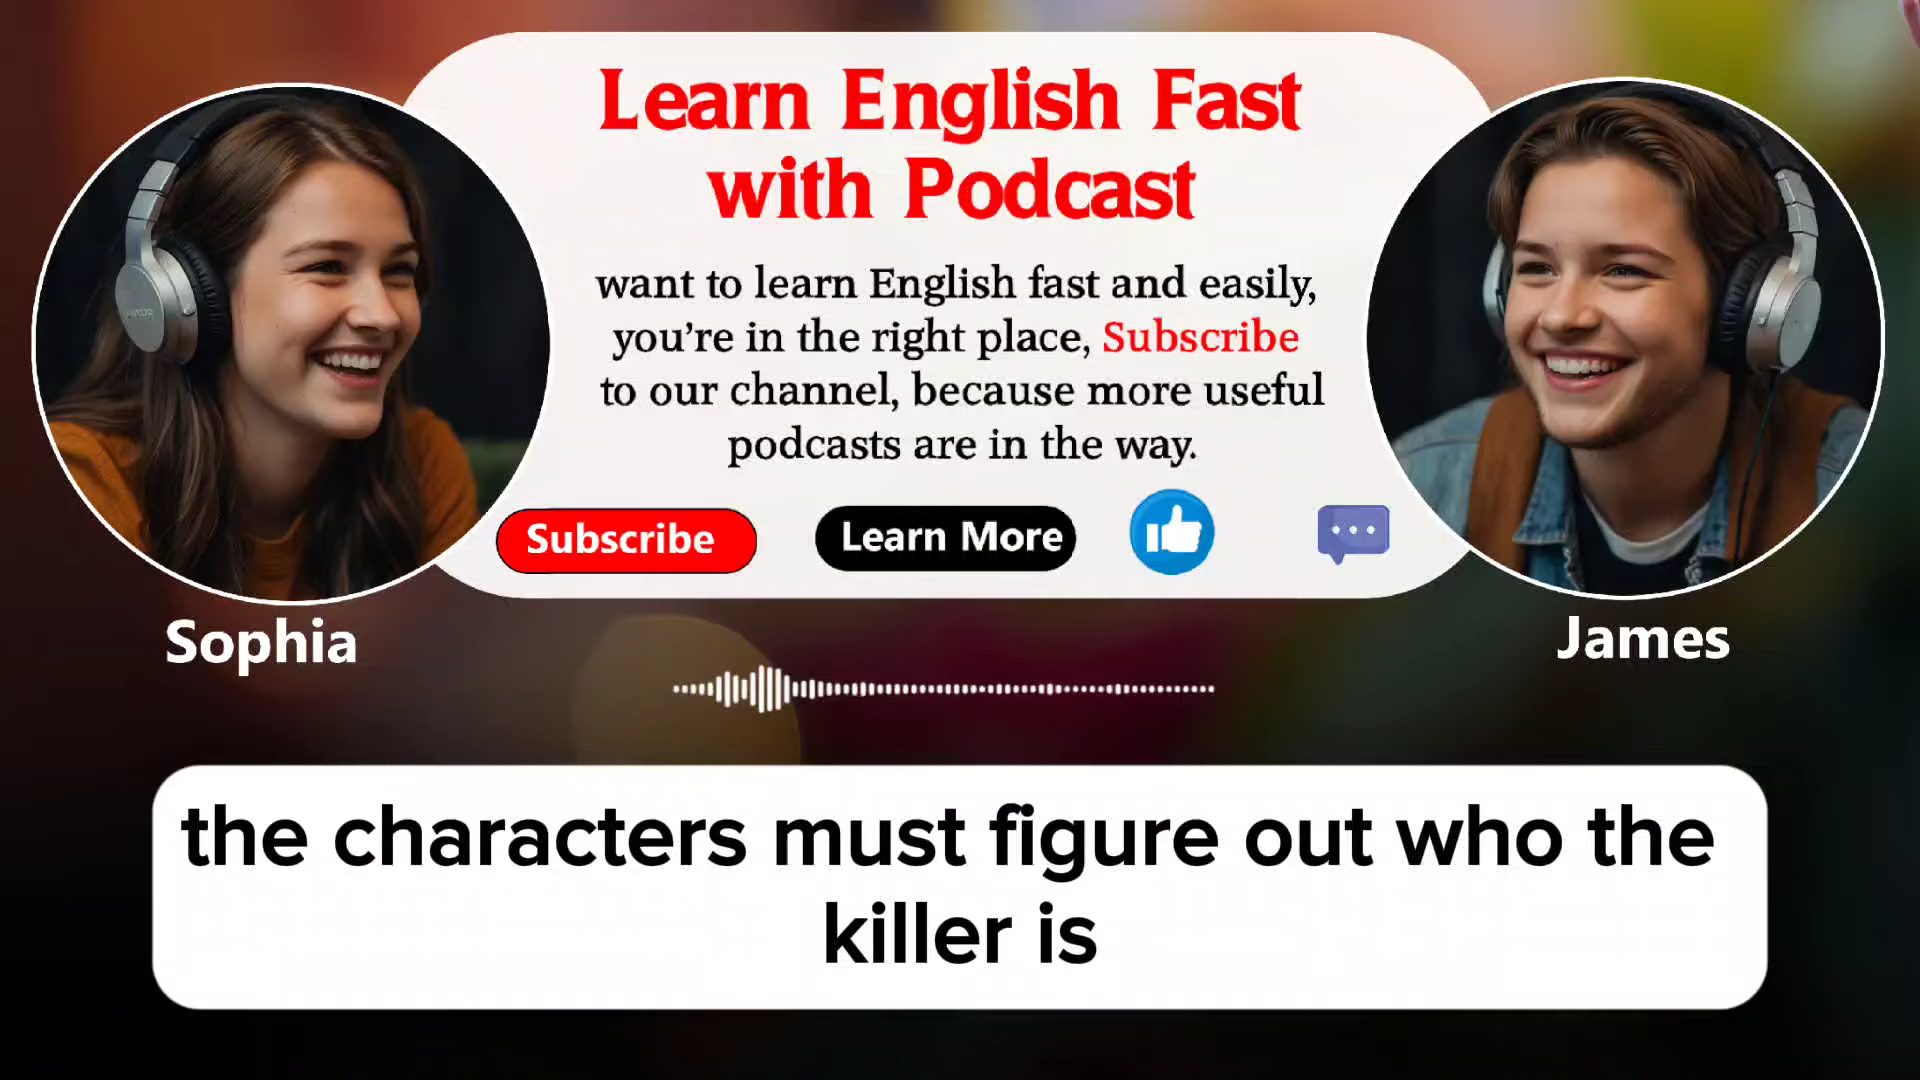 Learn English Fast
with Podcast
want to learn English fast and easily,
you're in the right place, Subscribe
to our channel, because more useful
podcasts are in the way.
Subscribe
Learn More
Sophia
James
the characters must figure out who the
killer is